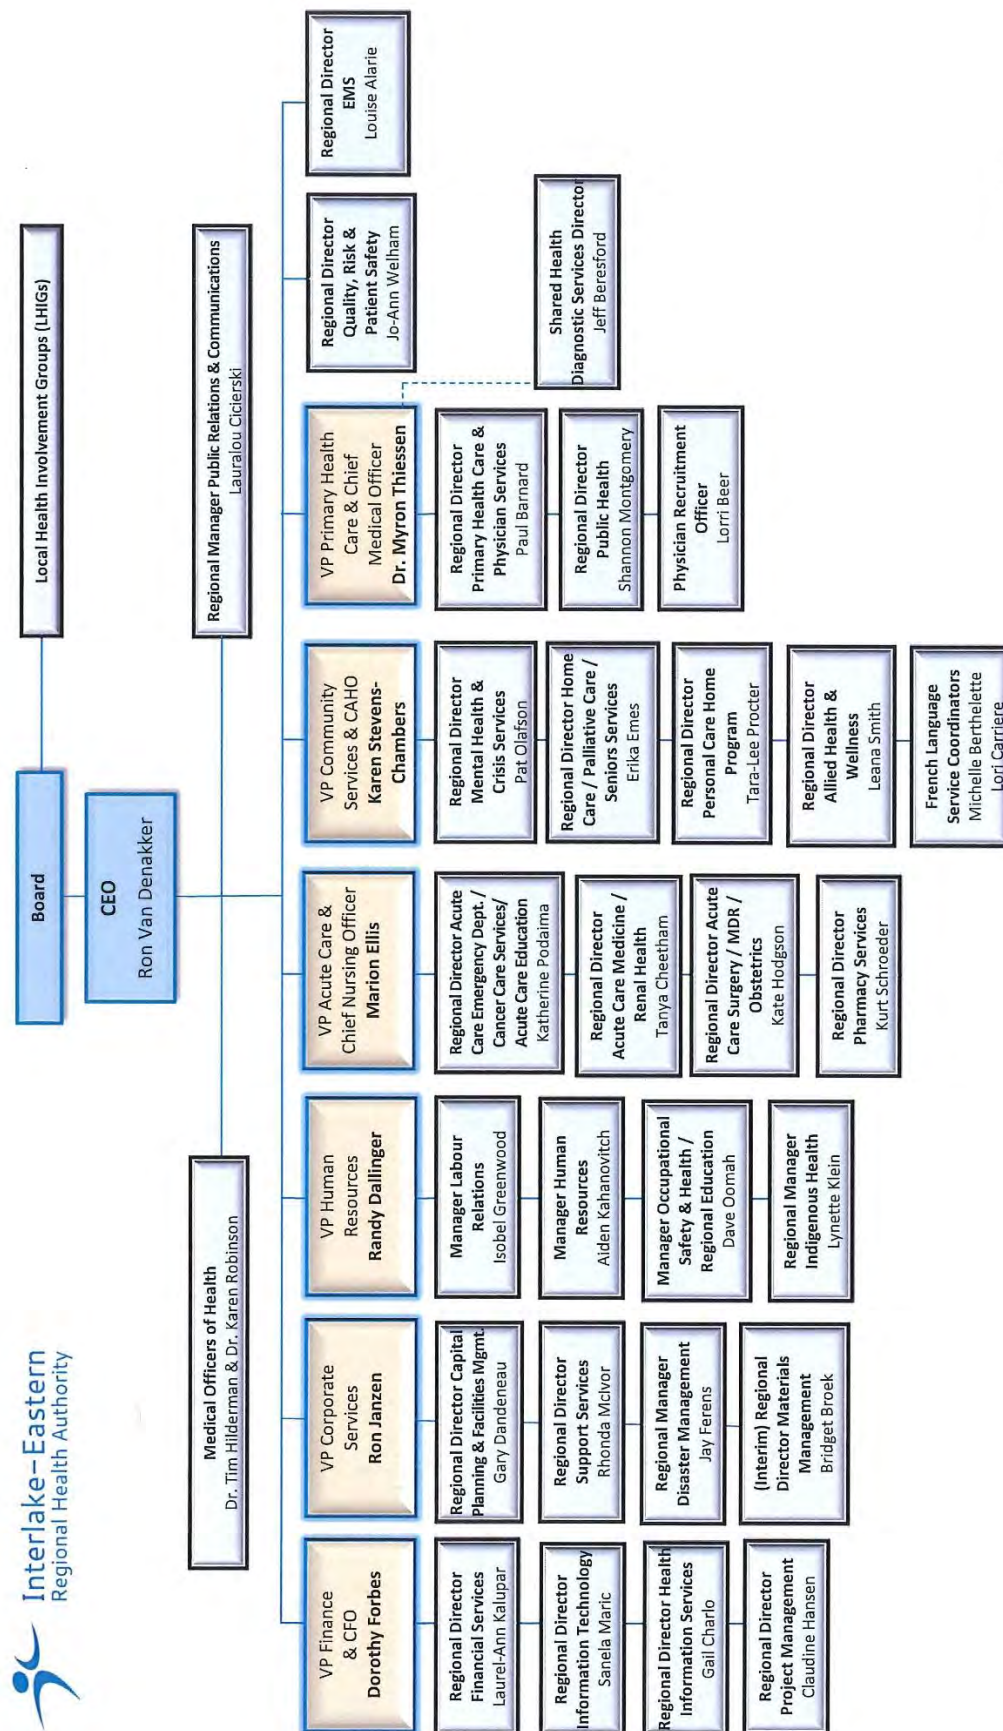 Interlake-Eastern
Regional Health Authority
Board
Local Health Involvement Groups (LHIGs)
CEO
Ron Van Denakker
Medical Officers of Health
Dr. Tim Hilderman & Dr. Karen Robinson
Regional Manager Public Relations & Communications
Lauralou Cicierski
VP Finance
& CFO
Dorothy Forbes
Regional Director
Financial Services
Laurel-Ann Kalupar
Regional Director
Information Technology
Sanela Maric
Regional Director Health
Information Services
Gail Charlo
Regional Director
Project Management
Claudine Hansen
VP Corporate
Services
Ron Janzen
Regional Director Capital
Planning & Facilities Mgmt.
Gary Dandeneau
Regional Director
Support Services
Rhonda McIvor
Regional Manager
Disaster Management
Jay Ferens
(Interim) Regional
Director Materials
Management
Bridget Broek
VP Human
Resources
Randy Dallinger
Manager Labour
Relations
Isobel Greenwood
Manager Human
Resources
Aiden Kahanovitch
Manager Occupational
Safety & Health /
Regional Education
Dave Oomah
Regional Manager
Indigenous Health
Lynette Klein
VP Acute Care &
Chief Nursing Officer
Marion Ellis
Regional Director Acute
Care Emergency Dept. /
Cancer Care Services/
Acute Care Education
Katherine Podaima
Regional Director
Acute Care Medicine /
Renal Health
Tanya Cheetham
Regional Director Acute
Care Surgery / MDR /
Obstetrics
Kate Hodgson
Regional Director
Pharmacy Services
Kurt Schroeder
VP Community
Services & CAHO
Karen Stevens-
Chambers
Regional Director
Mental Health &
Crisis Services
Pat Olafson
Regional Director Home
Care / Palliative Care /
Seniors Services
Erika Emes
Regional Director
Personal Care Home
Program
Tara-Lee Procter
Regional Director
Allied Health &
Wellness
Leana Smith
French Language
Service Coordinators
Michelle Berthelette
Lori Carriere
VP Primary Health
Care & Chief
Medical Officer
Dr. Myron Thiessen
Regional Director
Primary Health Care &
Physician Services
Paul Barnard
Regional Director
Public Health
Shannon Montgomery
Physician Recruitment
Officer
Lorri Beer
Shared Health
Diagnostic Services Director
Jeff Beresford
Regional Director
Quality, Risk &
Patient Safety
Jo-Ann Welham
Regional Director
EMS
Louise Alarie